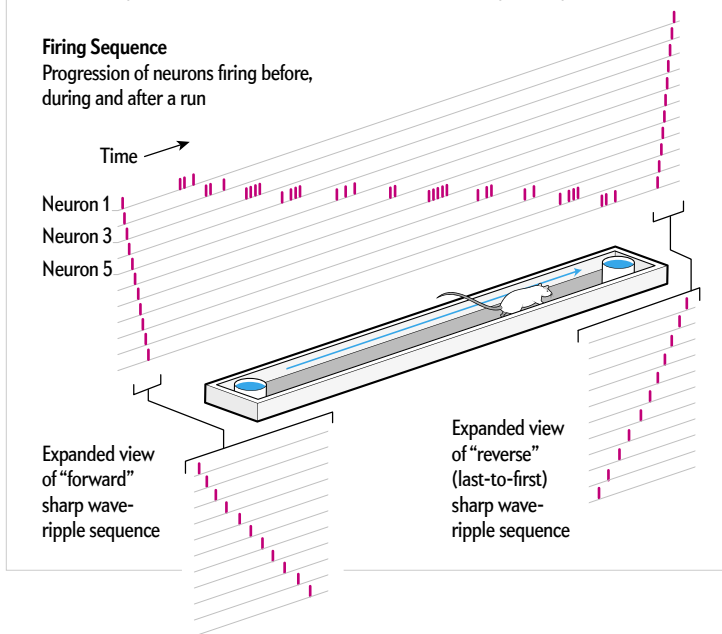 Firing Sequence
Progression of neurons firing before,
during and after a run
Time
Neuron 1
Neuron 3
Neuron 5
Expanded view
of “forward”
sharp wave-
ripple sequence
Expanded view
of “reverse”
(last-to-first)
sharp wave-
ripple sequence